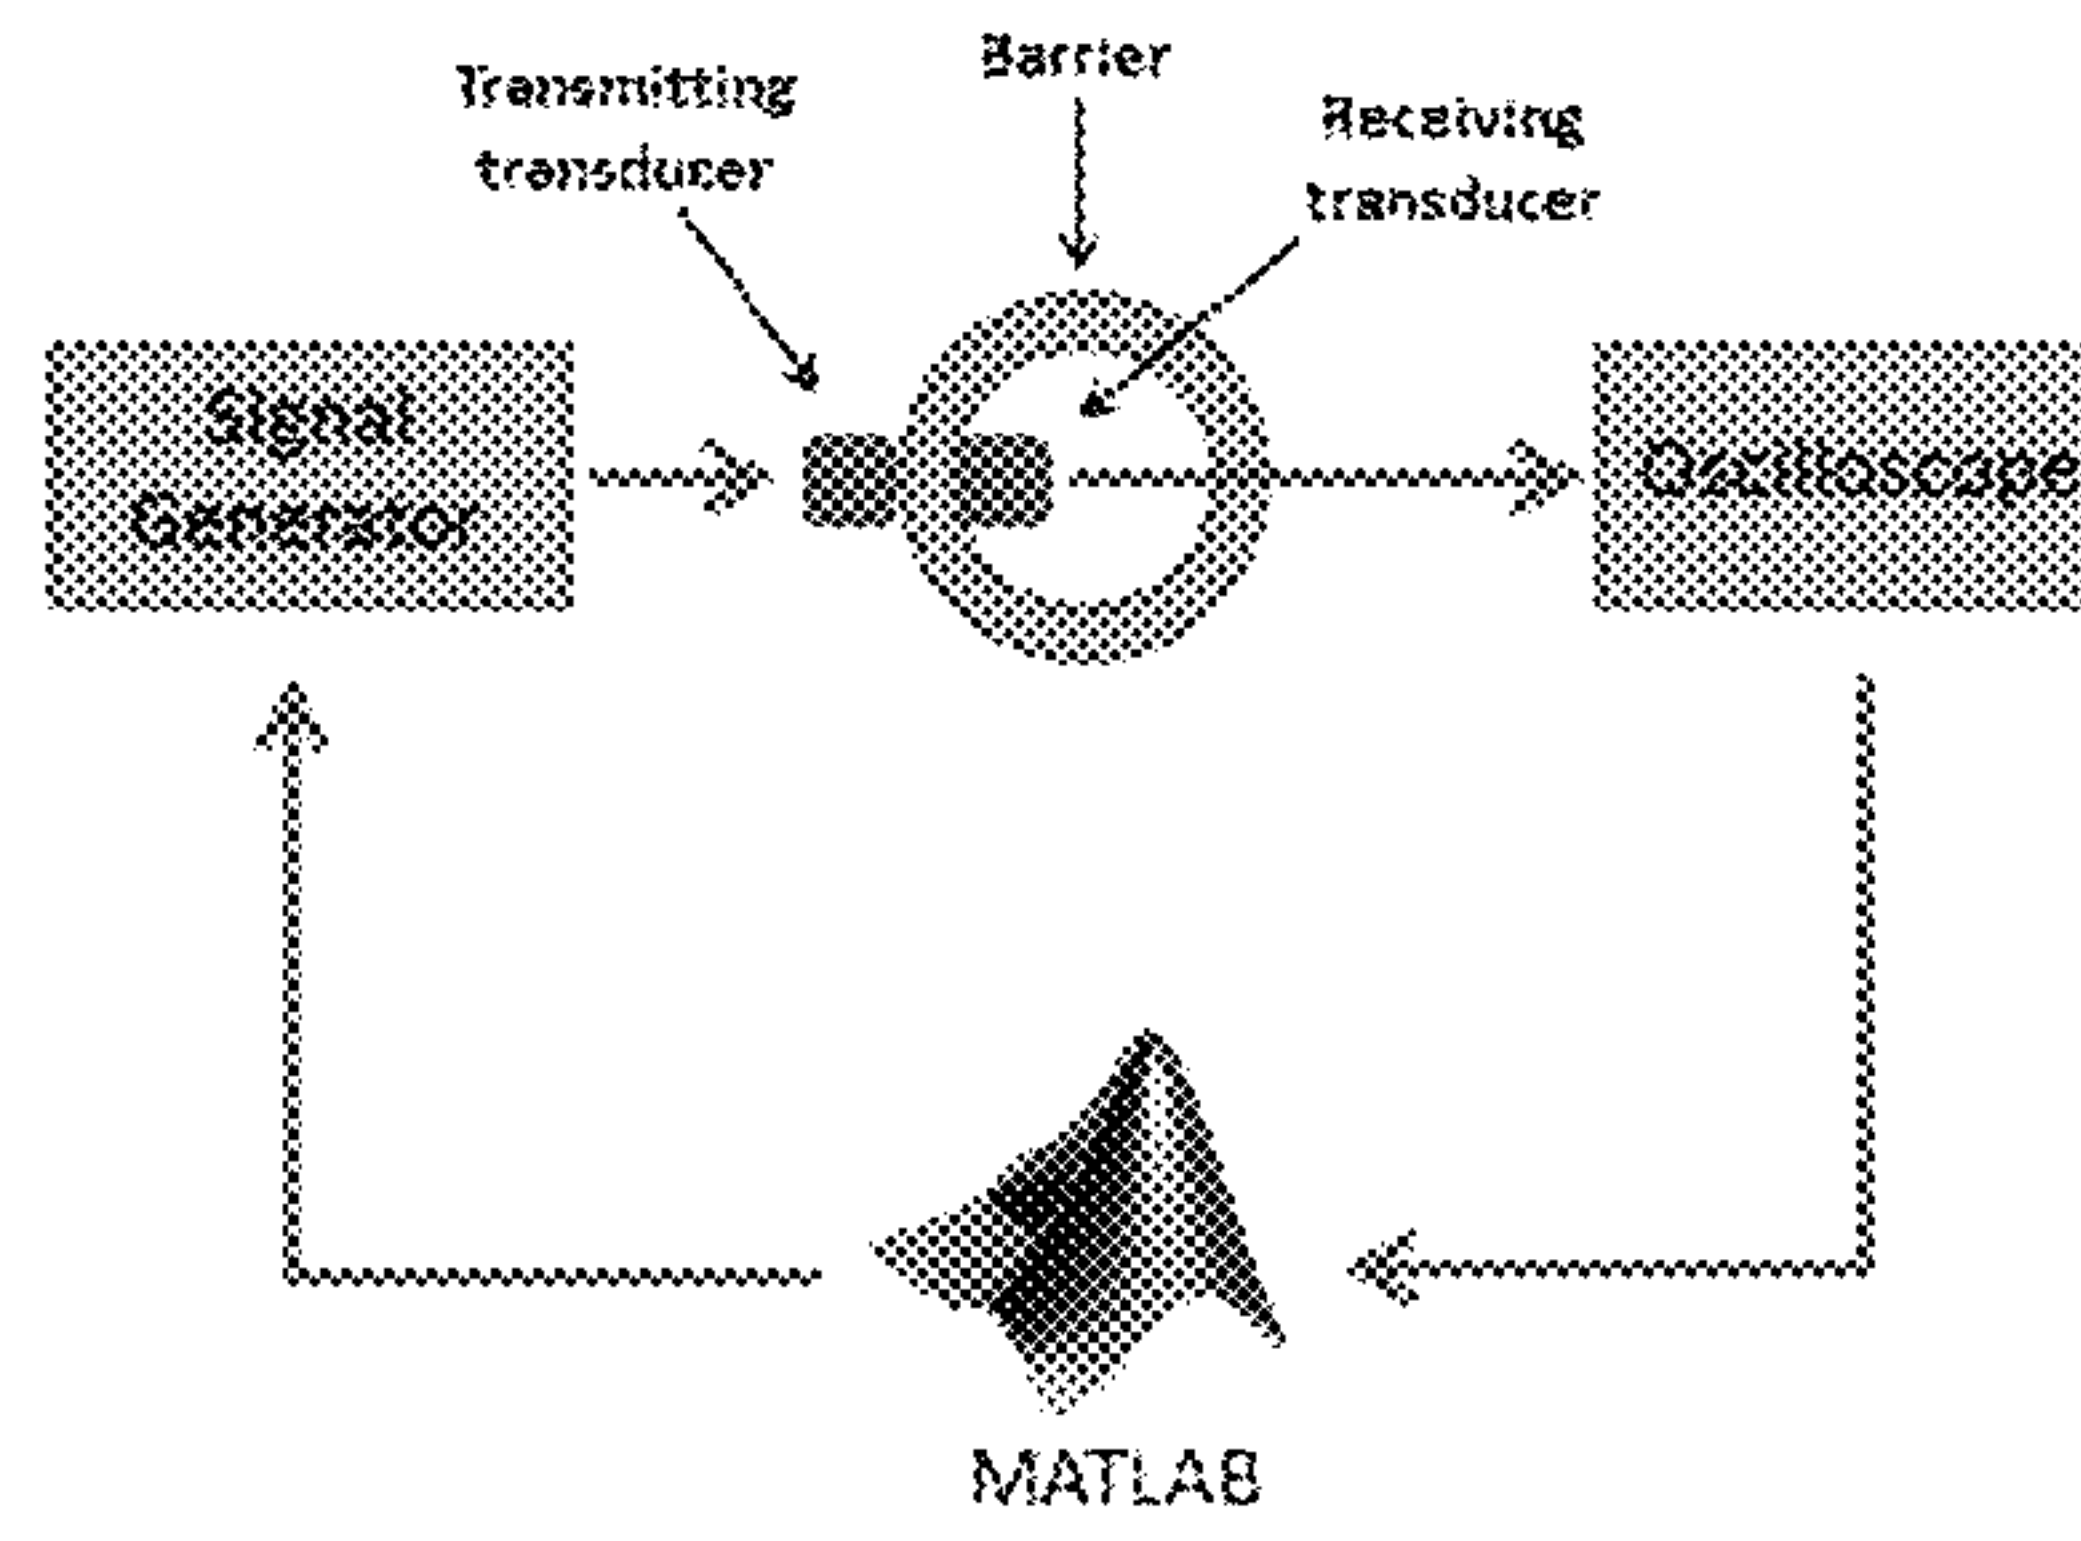 Barrier
Transmitting
transducer
Receiving
transducer
Signal
Generator
Oscilloscope
MATLAB